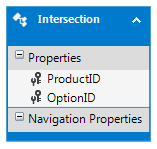 Intersection
Properties
ProductID
OptionID
Navigation Properties